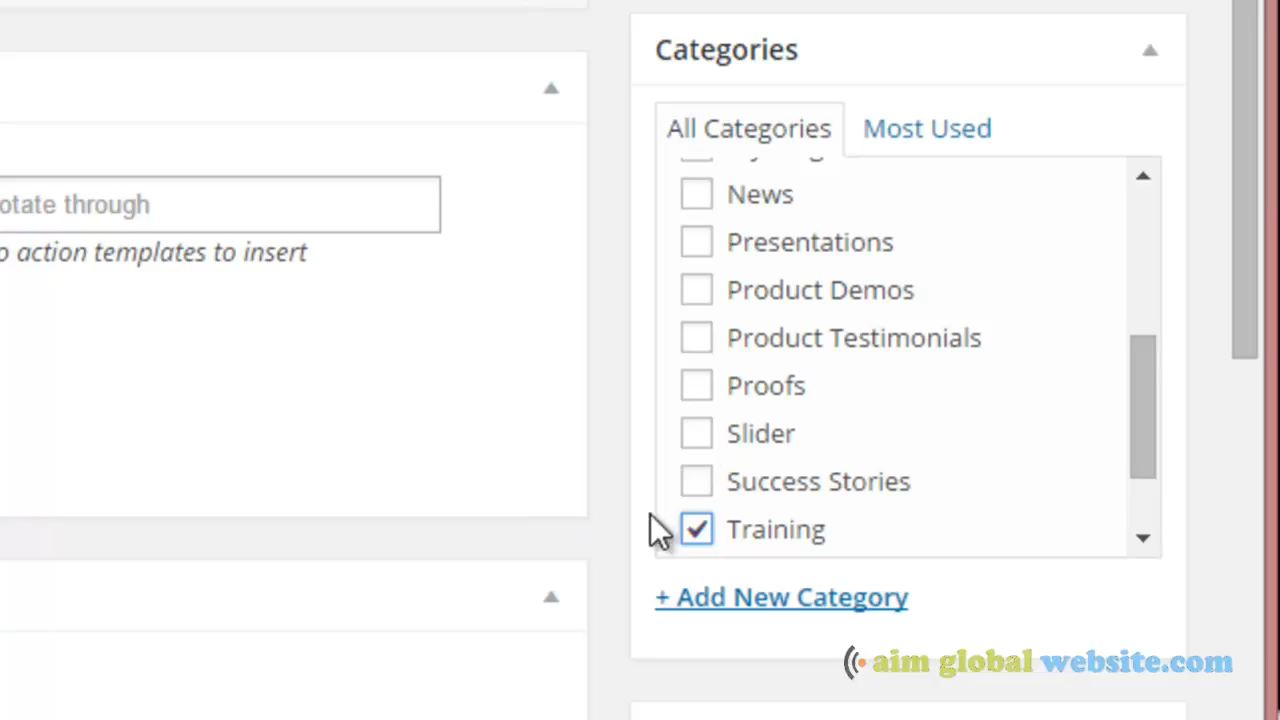 Categories
All Categories
Most Used
News
Presentations
Product Demos
Product Testimonials
Proofs
Slider
Success Stories
Training
+ Add New Category
otate through
o action templates to insert
aim global website.com